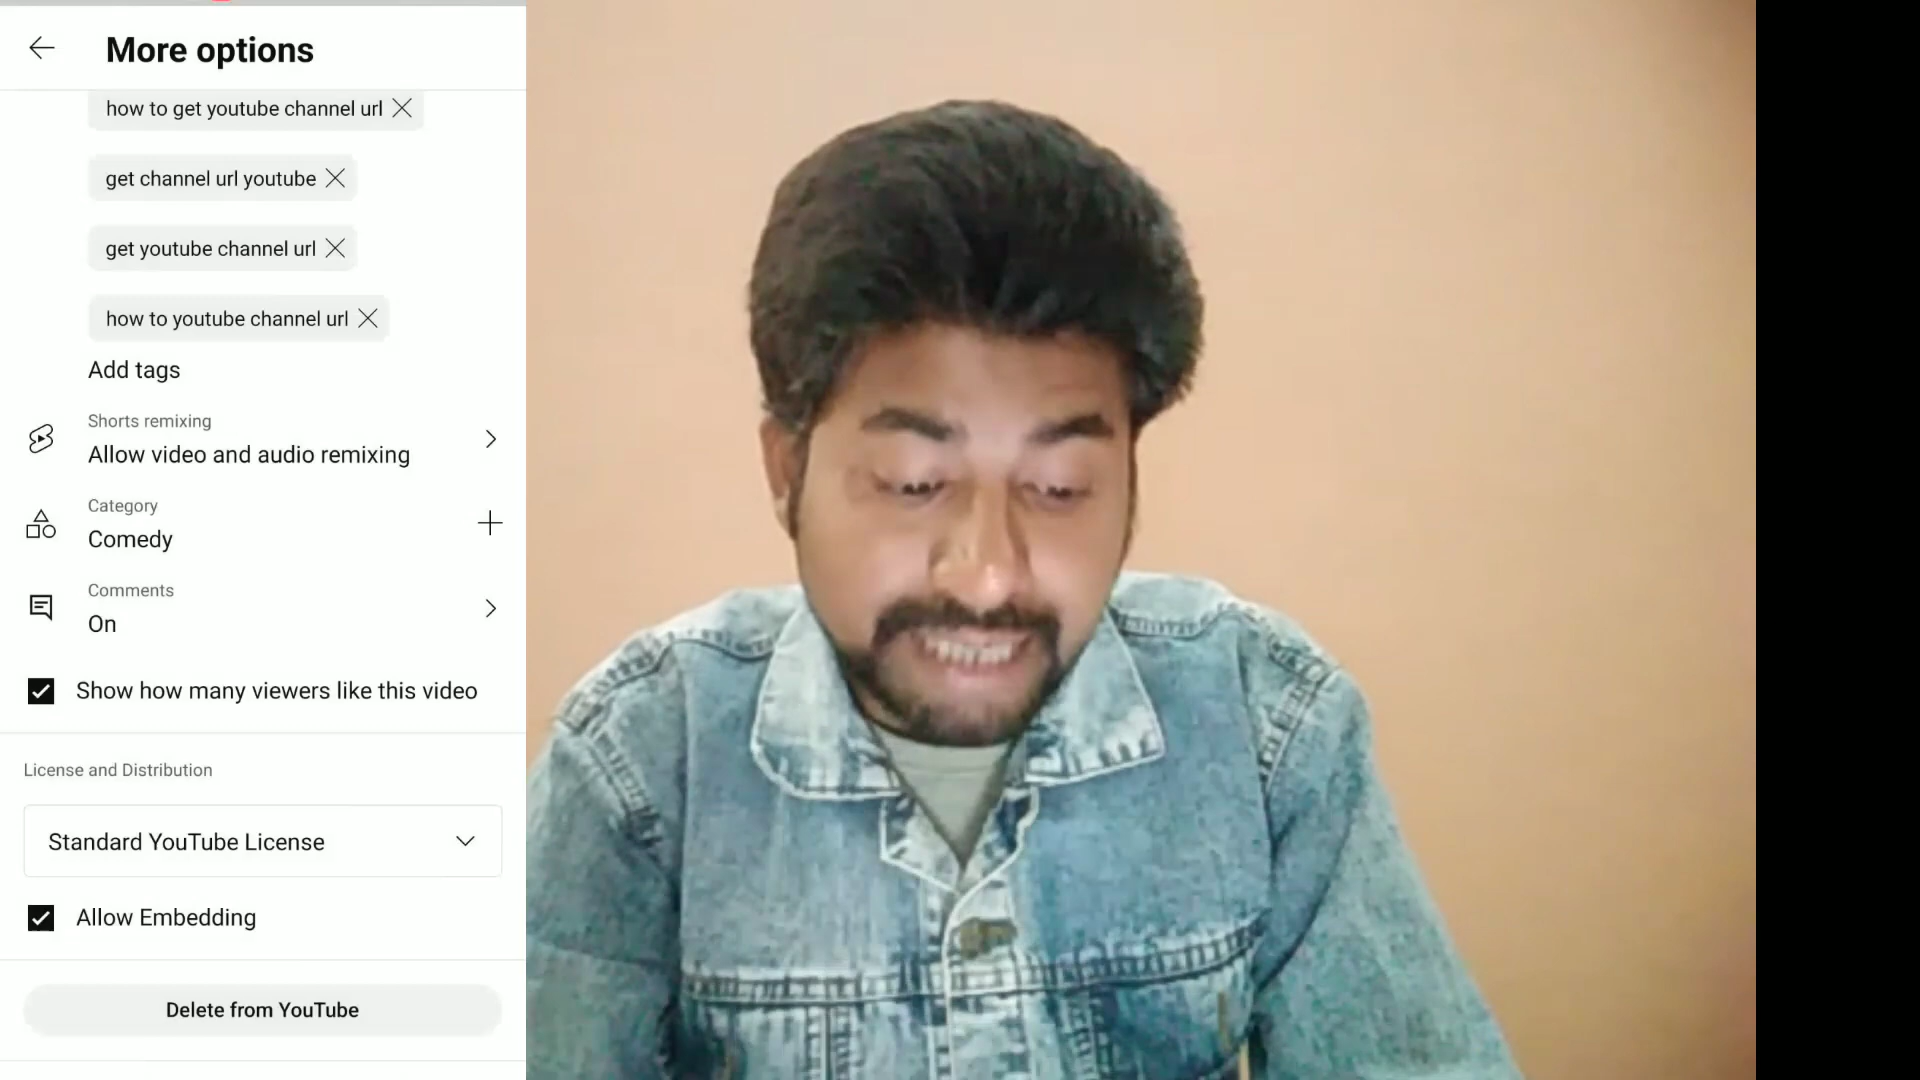 More options
how to get youtube channel url
get channel url youtube
get youtube channel url
how to youtube channel url
Add tags
Shorts remixing
Allow video and audio remixing
Category
Comedy
Comments
On
Show how many viewers like this video
License and Distribution
Standard YouTube License
Allow Embedding
Delete from YouTube